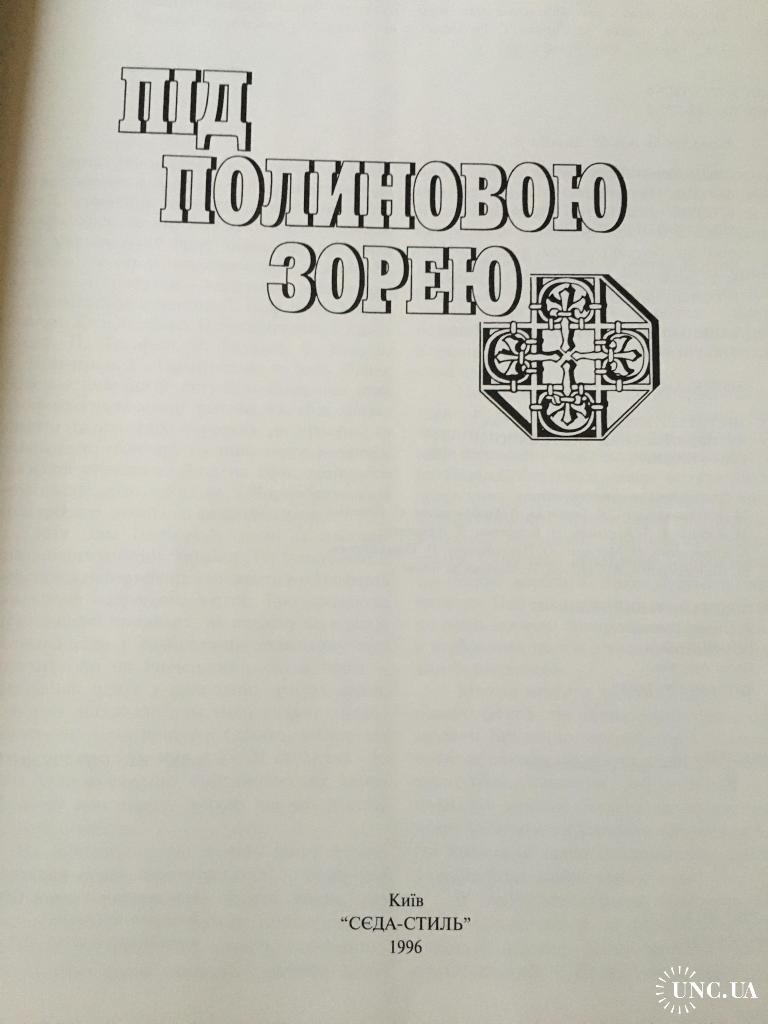 ПІД
ПОЛИНОВОЮ
ЗОРЕЮ
Київ
“СЄДА-СТИЛЬ”
1996
UNC.UA